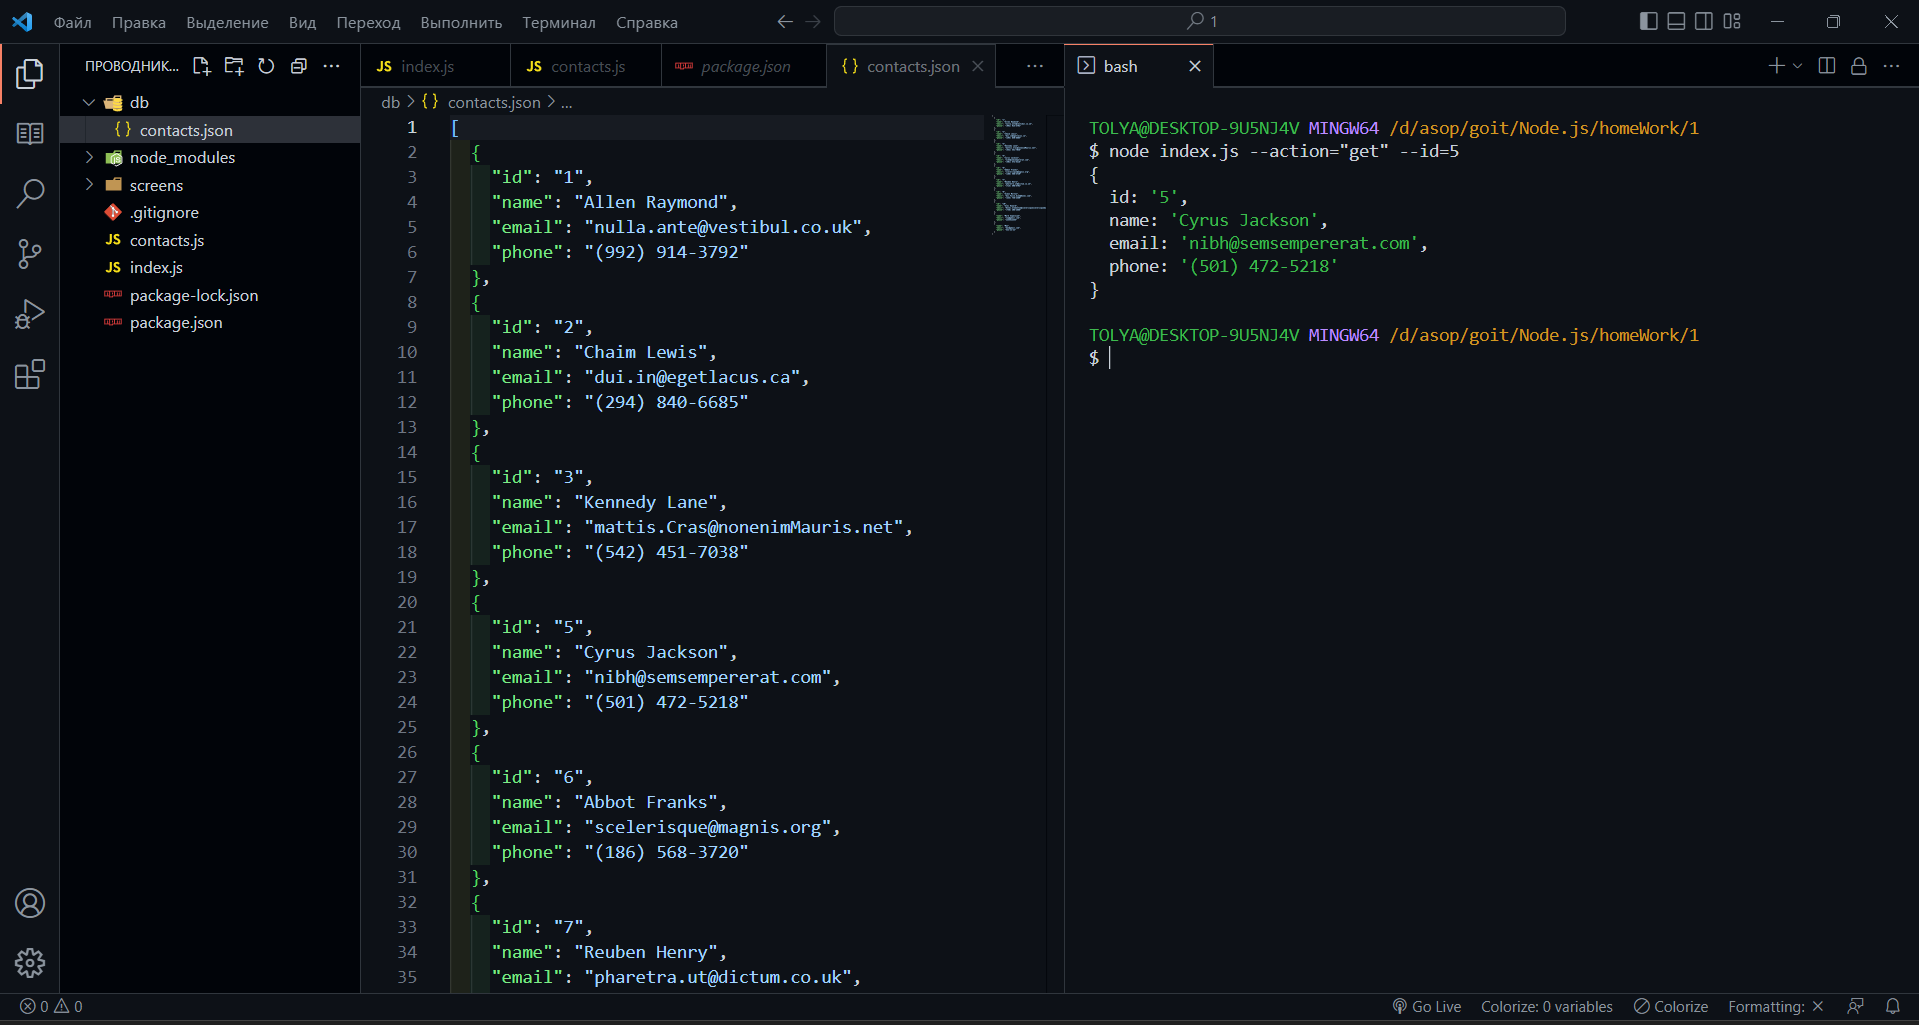 Файл Правка Выделение Вид Переход Выполнить Терминал Справка
1
ПРОВОДНИК...
db
contacts.json
node_modules
screens
.gitignore
JS contacts.js
JS index.js
package-lock.json
package.json
JS index.js
JS contacts.js
package.json
{} contacts.json
db > {} contacts.json > ...
1 [
2 {
3 "id": "1",
4 "name": "Allen Raymond",
5 "email": "nulla.ante@vestibul.co.uk",
6 "phone": "(992) 914-3792"
7 },
8 {
9 "id": "2",
10 "name": "Chaim Lewis",
11 "email": "dui.in@egetlacus.ca",
12 "phone": "(294) 840-6685"
13 },
14 {
15 "id": "3",
16 "name": "Kennedy Lane",
17 "email": "mattis.Cras@nonenimMauris.net",
18 "phone": "(542) 451-7038"
19 },
20 {
21 "id": "5",
22 "name": "Cyrus Jackson",
23 "email": "nibh@semsempererat.com",
24 "phone": "(501) 472-5218"
25 },
26 {
27 "id": "6",
28 "name": "Abbot Franks",
29 "email": "scelerisque@magnis.org",
30 "phone": "(186) 568-3720"
31 },
32 {
33 "id": "7",
34 "name": "Reuben Henry",
35 "email": "pharetra.ut@dictum.co.uk",
bash
TOLYA@DESKTOP-9U5NJ4V MINGW64 /d/asop/goit/Node.js/homeWork/1
$ node index.js --action="get" --id=5
{
id: '5',
name: 'Cyrus Jackson',
email: 'nibh@semsempererat.com',
phone: '(501) 472-5218'
}
TOLYA@DESKTOP-9U5NJ4V MINGW64 /d/asop/goit/Node.js/homeWork/1
$
0 0
Go Live Colorize: 0 variables Colorize Formatting: